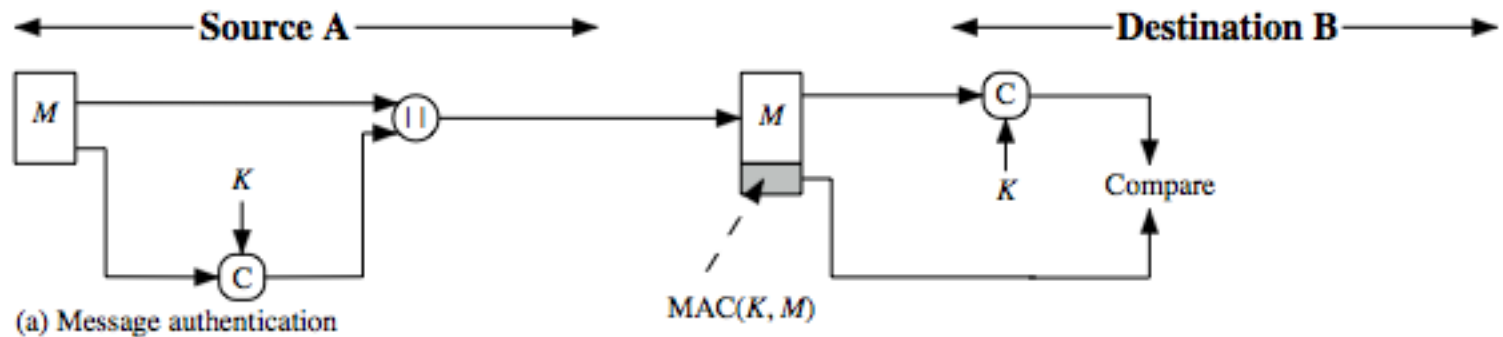 Source A
Destination B
M
||
M
C
K
K
Compare
C
MAC(K, M)
(a) Message authentication